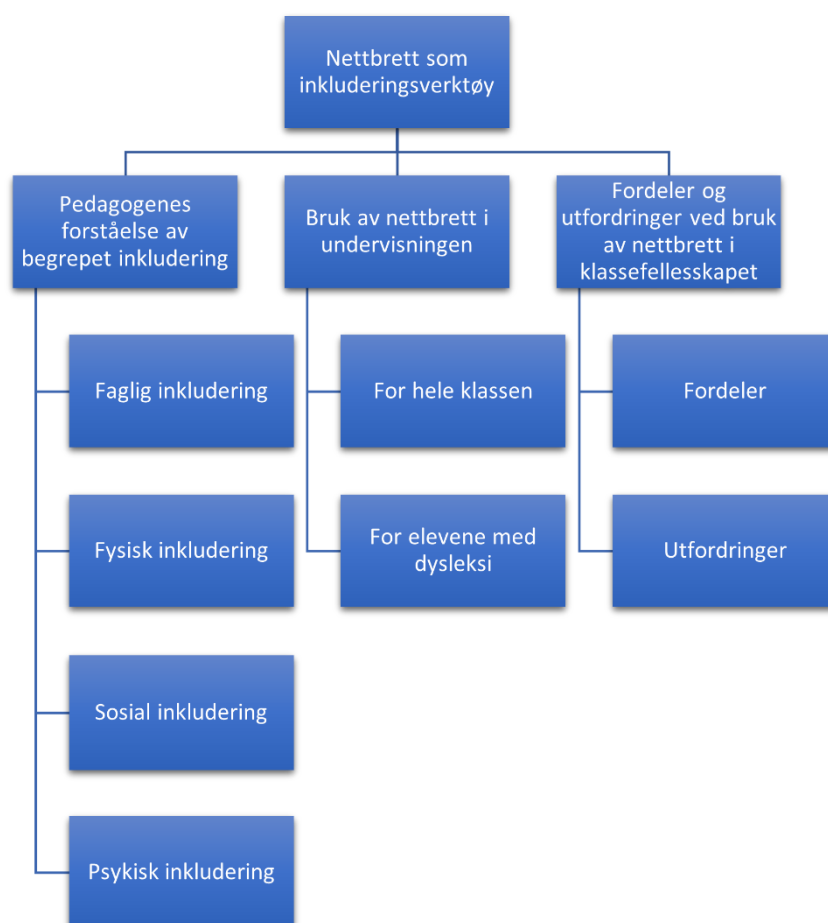 Nettbrett som
inkluderingsverktøy
Pedagogenes
forståelse av
begrepet inkludering
Faglig inkludering
Fysisk inkludering
Sosial inkludering
Psykisk inkludering
Bruk av nettbrett i
undervisningen
For hele klassen
For elevene med
dysleksi
Fordeler og
utfordringer ved bruk
av nettbrett i
klassefellesskapet
Fordeler
Utfordringer